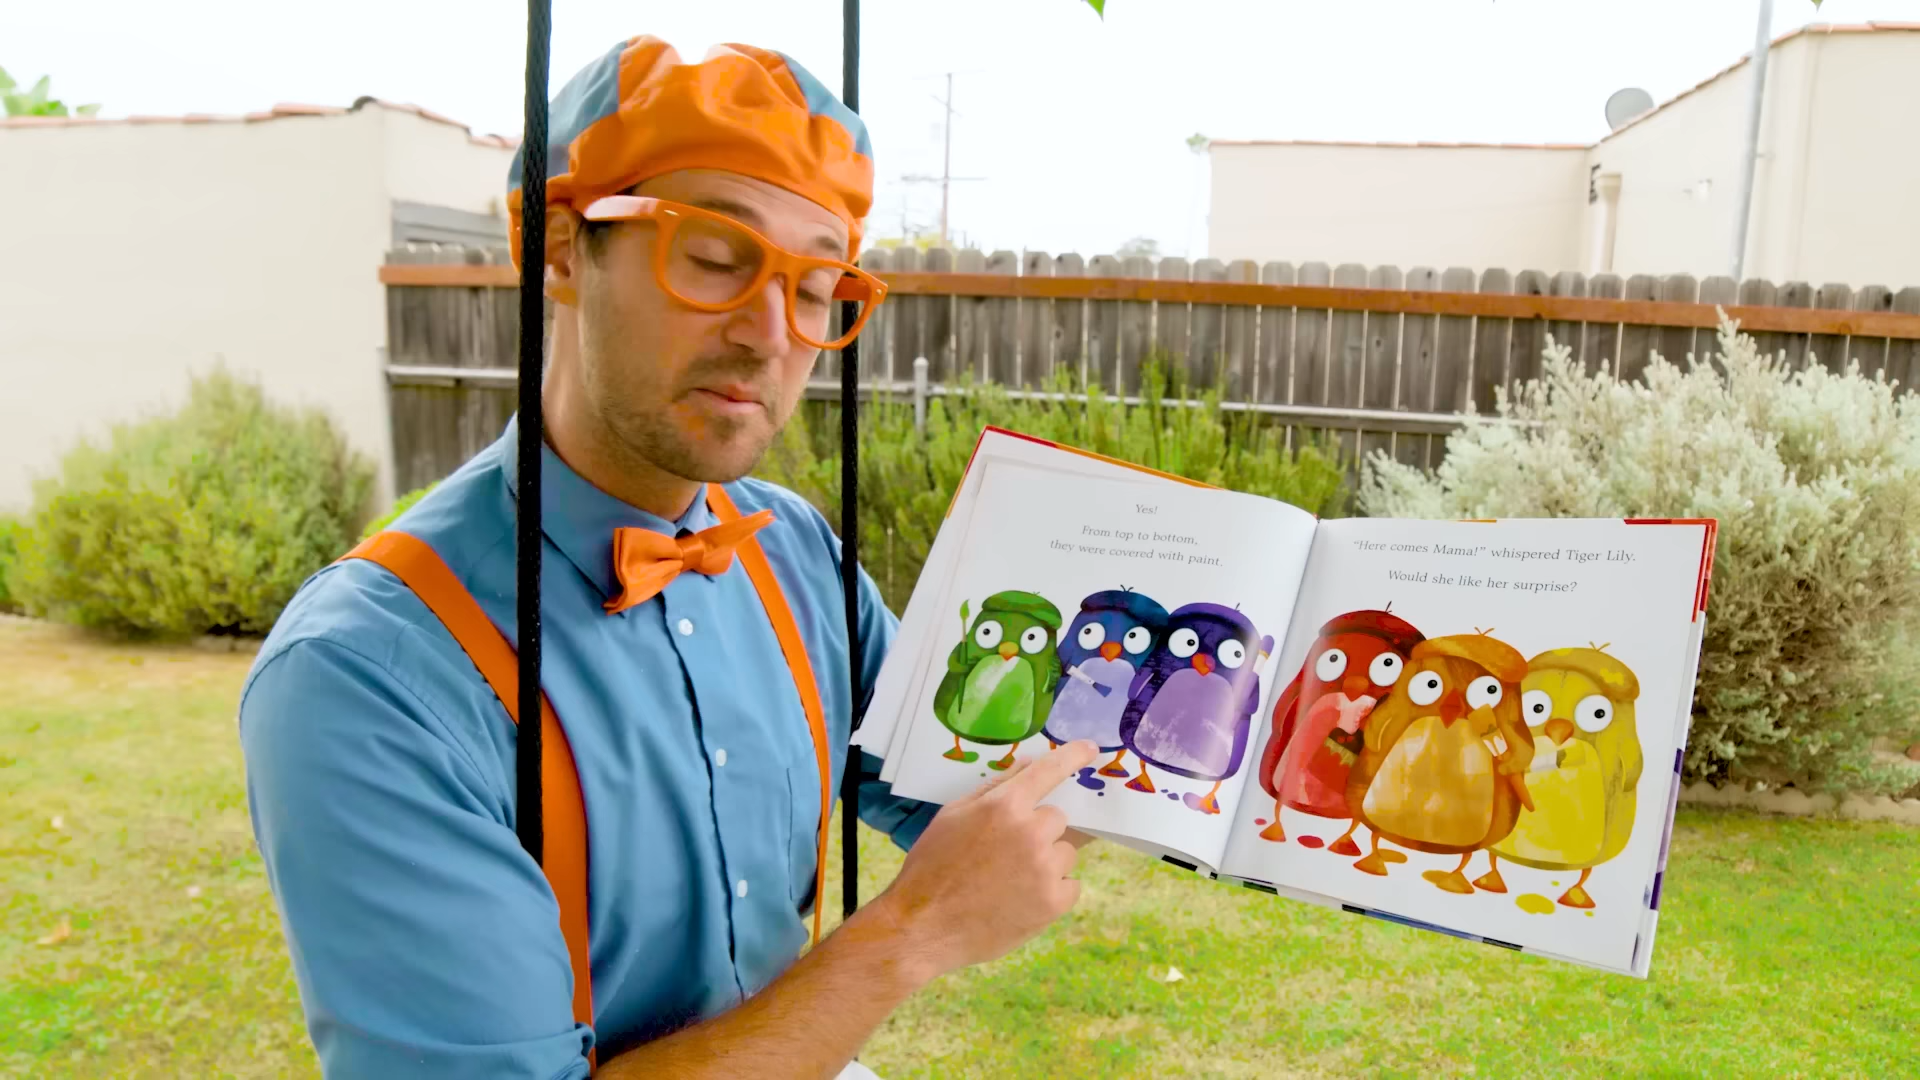 Yes!
From top to bottom,
they were covered with paint.
"Here comes Mama!" whispered Tiger Lily.
Would she like her surprise?